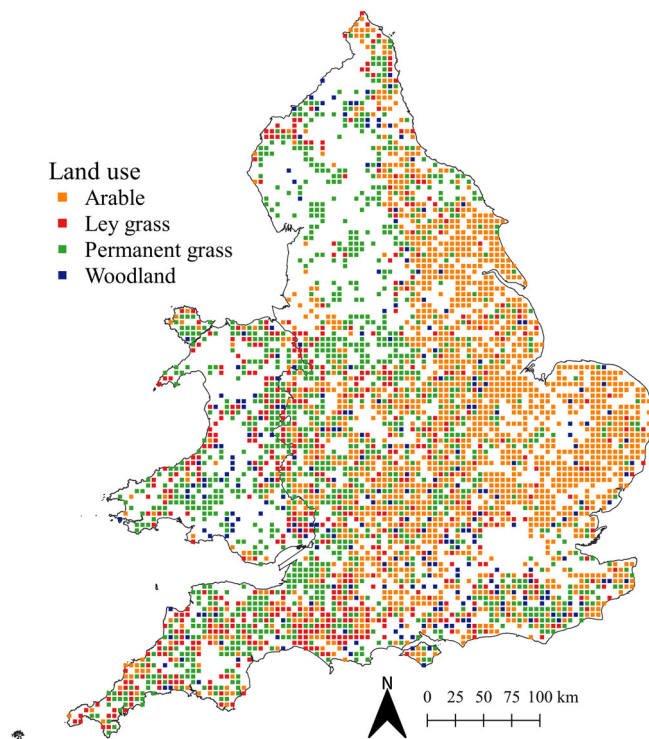 Land use
Arable
Ley grass
Permanent grass
Woodland
N
0 25 50 75 100 km